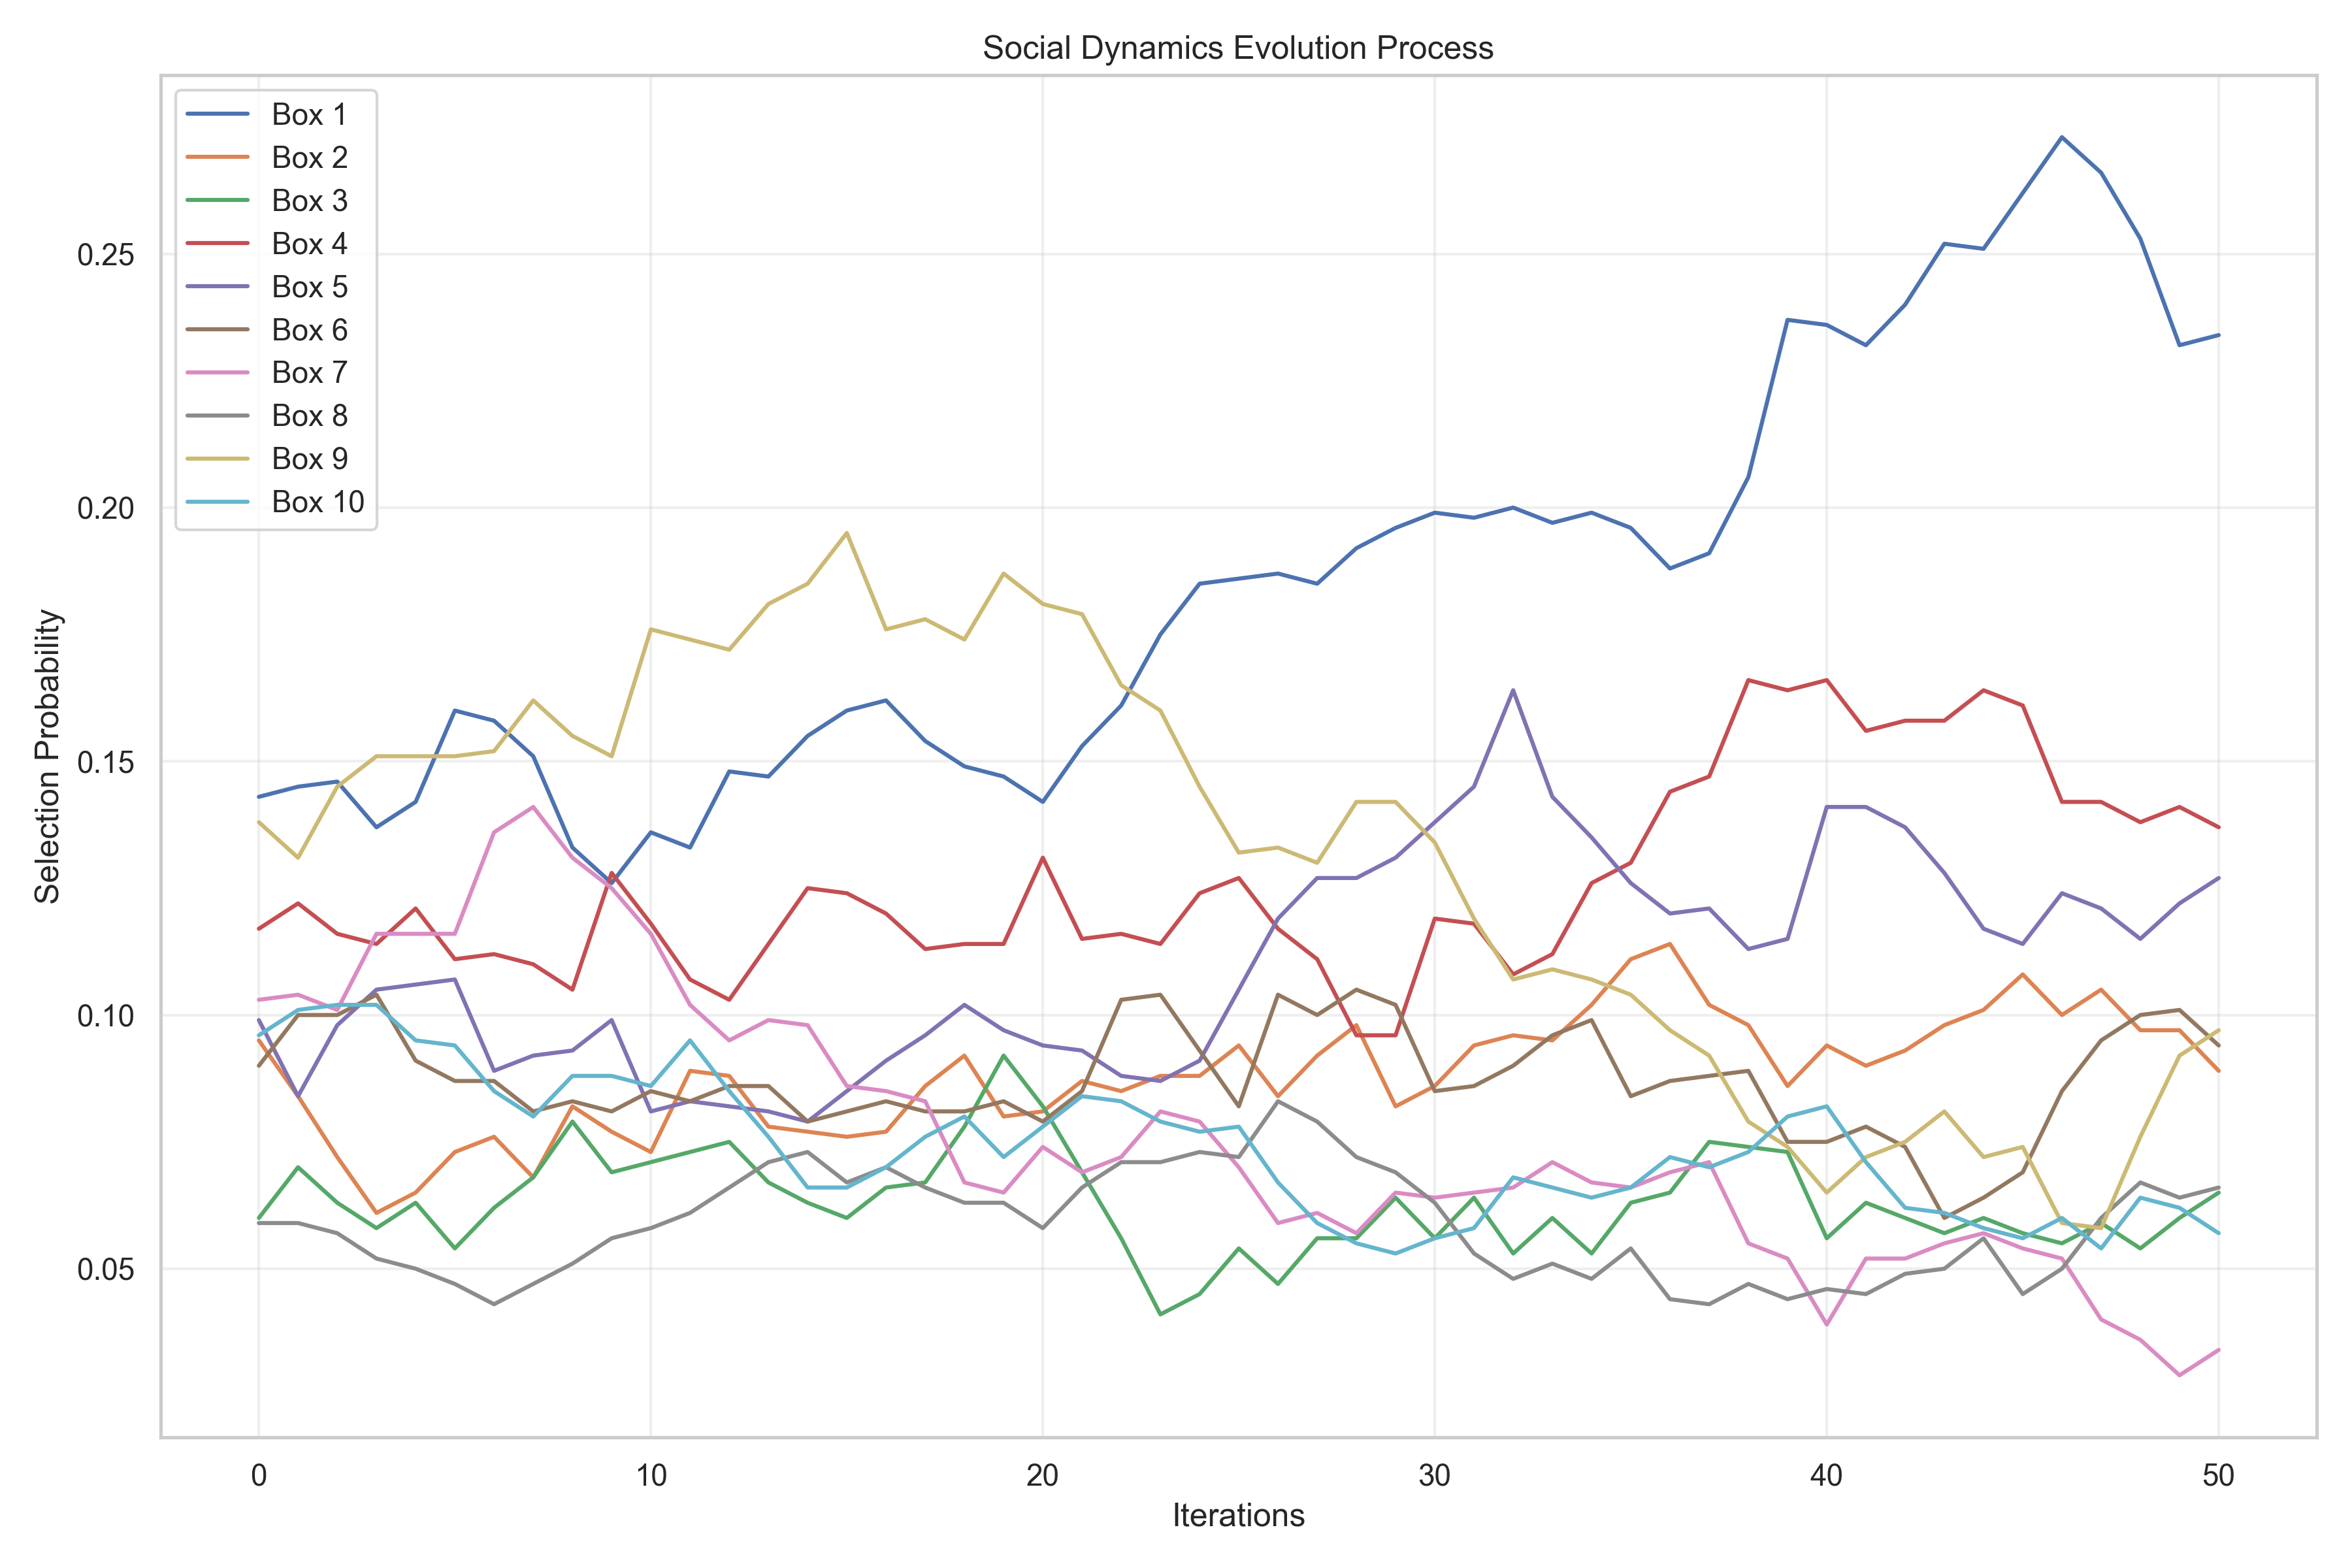 Social Dynamics Evolution Process
Box 1
Box 2
Box 3
Box 4
Box 5
Box 6
Box 7
Box 8
Box 9
Box 10
0.25
0.20
0.15
0.10
0.05
Selection Probability
0 10 20 30 40 50
Iterations